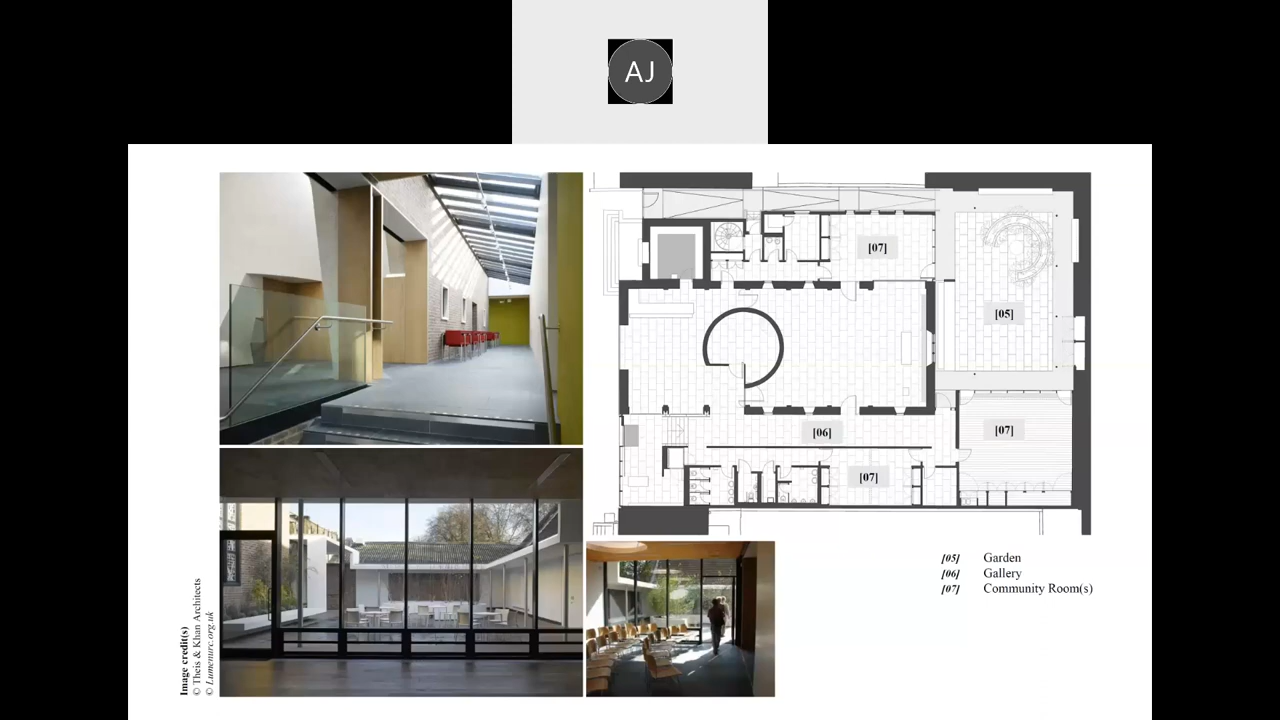 AJ
[07]
[05]
[06]
[07]
[07]
[05] Garden
[06] Gallery
[07] Community Room(s)
Image credit(s)
© Theis & Khan Architects
© Lumenurc.org.uk